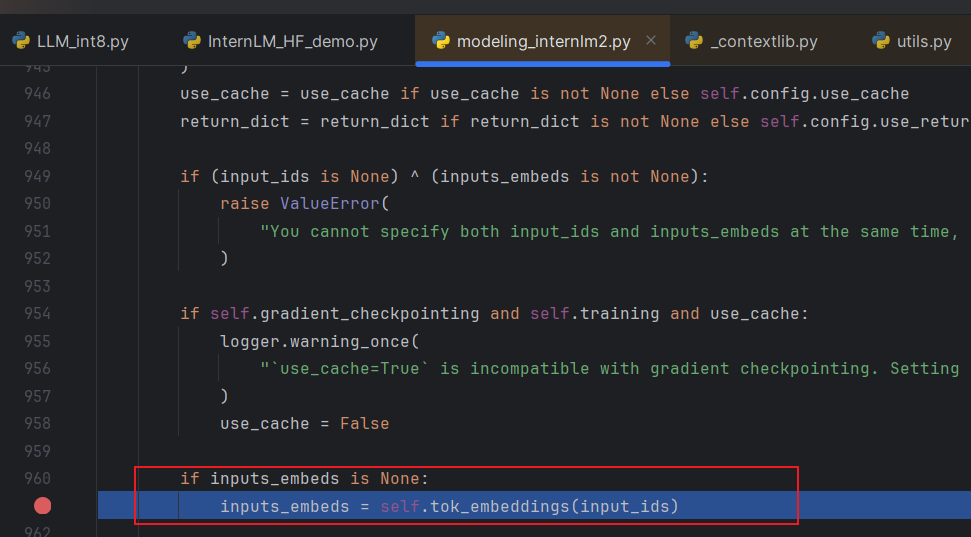 LLM_int8.py InternLM_HF_demo.py modeling_internlm2.py × _contextlib.py utils.py
945 )
946 use_cache = use_cache if use_cache is not None else self.config.use_cache
947 return_dict = return_dict if return_dict is not None else self.config.use_retur
948
949 if (input_ids is None) ^ (inputs_embeds is not None):
950 raise ValueError(
951 "You cannot specify both input_ids and inputs_embeds at the same time,
952 )
953
954 if self.gradient_checkpointing and self.training and use_cache:
955 logger.warning_once(
956 "`use_cache=True` is incompatible with gradient checkpointing. Setting
957 )
958 use_cache = False
959
960 if inputs_embeds is None:
inputs_embeds = self.tok_embeddings(input_ids)
962